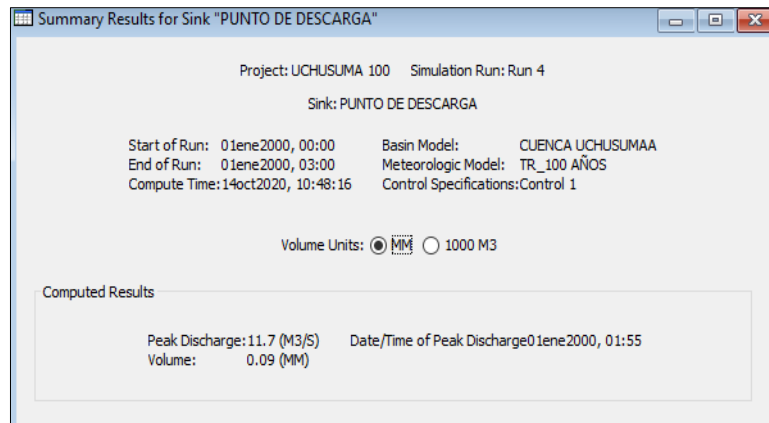 Summary Results for Sink "PUNTO DE DESCARGA"
Project: UCHUSUMA 100 Simulation Run: Run 4
Sink: PUNTO DE DESCARGA
Start of Run: 01ene2000, 00:00 Basin Model: CUENCA UCHUSUMAA
End of Run: 01ene2000, 03:00 Meteorologic Model: TR_100 AÑOS
Compute Time:14oct2020, 10:48:16 Control Specifications:Control 1
Volume Units: MM 1000 M3
Computed Results
Peak Discharge:11.7 (M3/S) Date/Time of Peak Discharge01ene2000, 01:55
Volume: 0.09 (MM)